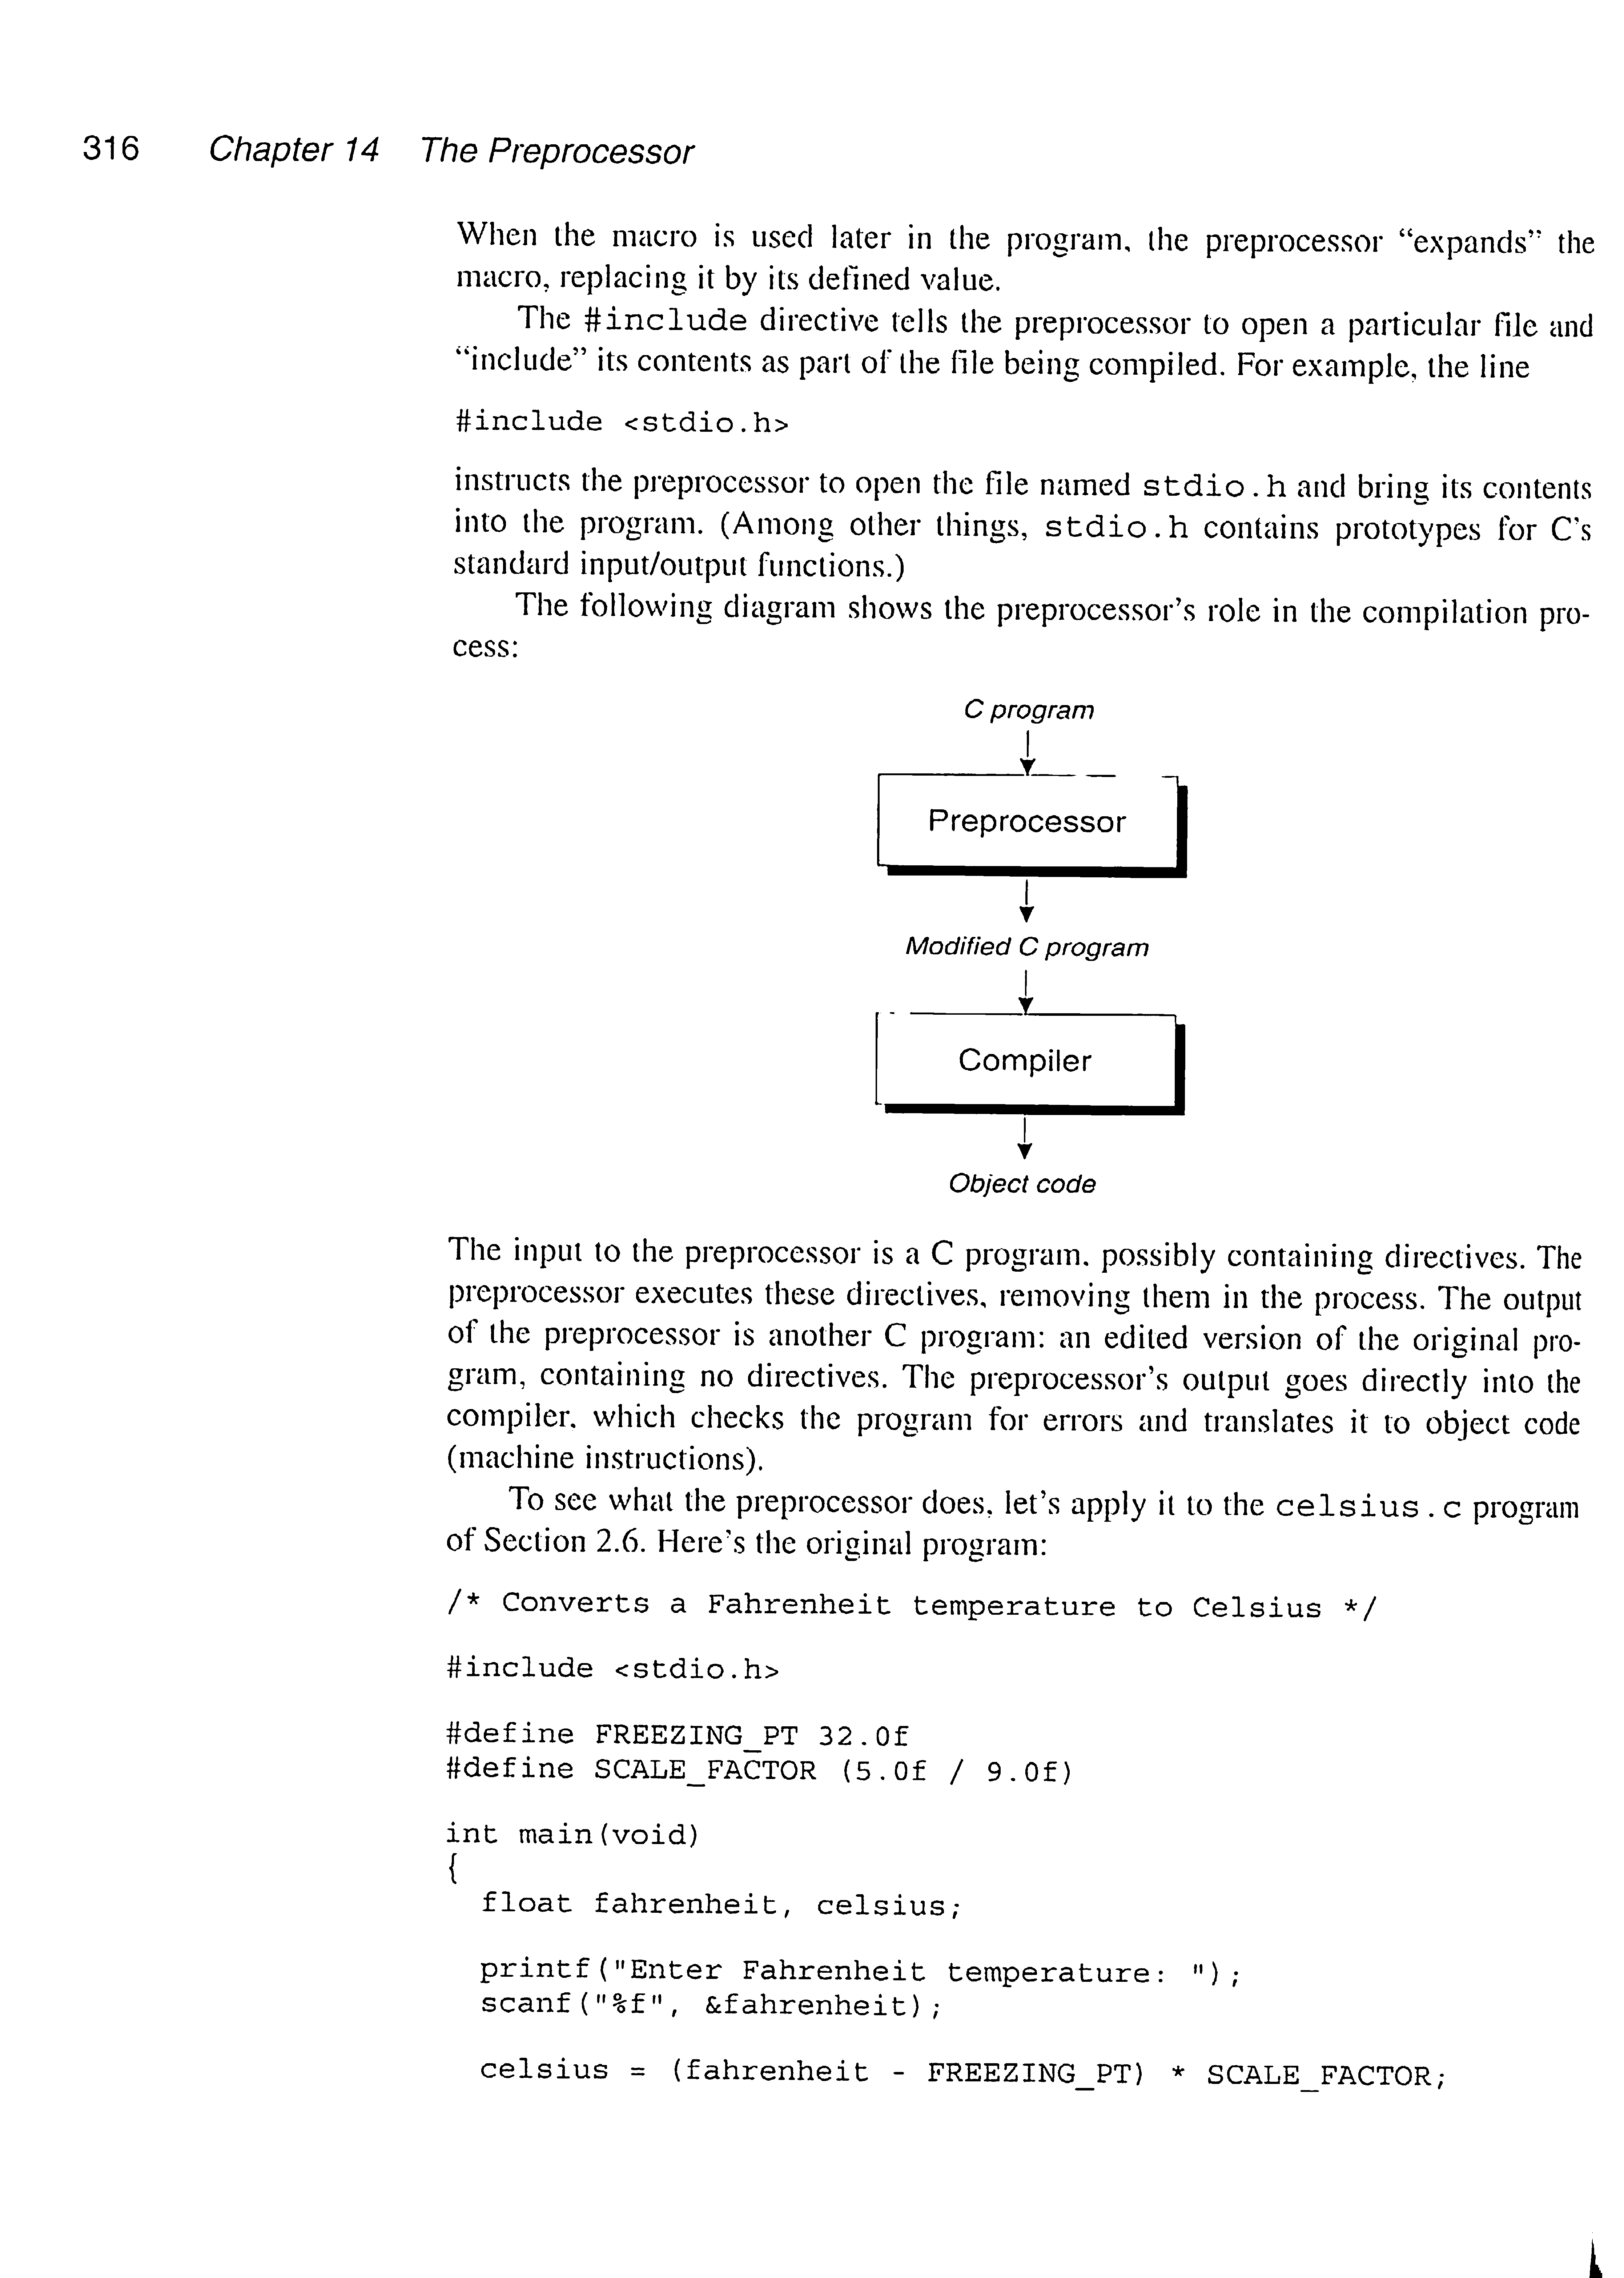 316 Chapter 14 The Preprocessor
When the macro is used later in the program, the preprocessor “expands” the
macro, replacing it by its defined value.
The #include directive tells the preprocessor to open a particular file and
“include” its contents as part of the file being compiled. For example, the line
#include <stdio.h>
instructs the preprocessor to open the file named stdio.h and bring its contents
into the program. (Among other things, stdio.h contains prototypes for C’s
standard input/output functions.)
The following diagram shows the preprocessor’s role in the compilation pro-
cess:
C program
Preprocessor
Modified C program
Compiler
Object code
The input to the preprocessor is a C program, possibly containing directives. The
preprocessor executes these directives, removing them in the process. The output
of the preprocessor is another C program: an edited version of the original pro-
gram, containing no directives. The preprocessor’s output goes directly into the
compiler, which checks the program for errors and translates it to object code
(machine instructions).
To see what the preprocessor does, let’s apply it to the celsius.c program
of Section 2.6. Here’s the original program:
/* Converts a Fahrenheit temperature to Celsius */
#include <stdio.h>
#define FREEZING_PT 32.0f
#define SCALE_FACTOR (5.0f / 9.0f)
int main(void)
{
float fahrenheit, celsius;
printf("Enter Fahrenheit temperature: ");
scanf("%f", &fahrenheit);
celsius = (fahrenheit - FREEZING_PT) * SCALE_FACTOR;